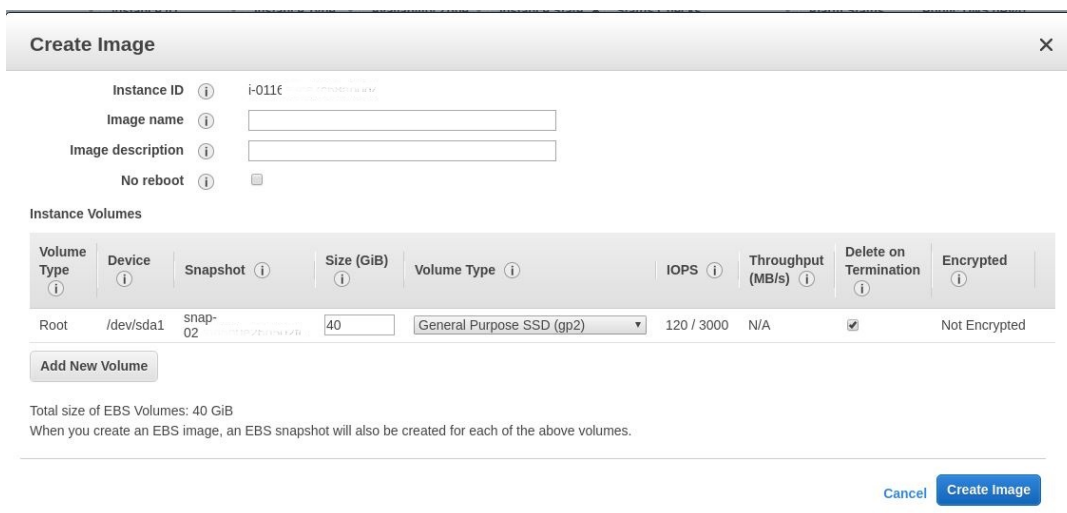 Create Image
Instance ID i-0116
Image name
Image description
No reboot
Instance Volumes
Volume Type Device Snapshot Size (GiB) Volume Type IOPS Throughput (MB/s) Delete on Termination Encrypted
Root /dev/sda1 snap-02 40 General Purpose SSD (gp2) 120 / 3000 N/A Not Encrypted
Add New Volume
Total size of EBS Volumes: 40 GiB
When you create an EBS image, an EBS snapshot will also be created for each of the above volumes.
Cancel Create Image